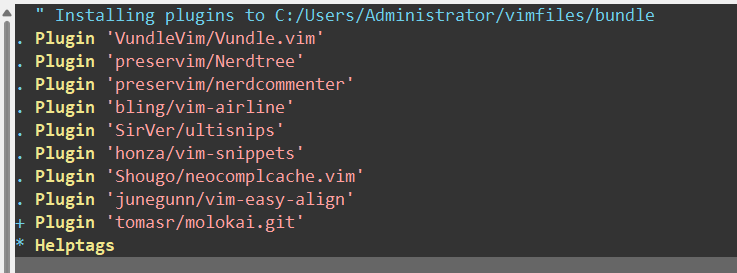 " Installing plugins to C:/Users/Administrator/vimfiles/bundle
. Plugin 'VundleVim/Vundle.vim'
. Plugin 'preservim/Nerdtree'
. Plugin 'preservim/nerdcommenter'
. Plugin 'bling/vim-airline'
. Plugin 'SirVer/ultisnips'
. Plugin 'honza/vim-snippets'
. Plugin 'Shougo/neocomplcache.vim'
. Plugin 'junegunn/vim-easy-align'
+ Plugin 'tomasr/molokai.git'
* Helptags